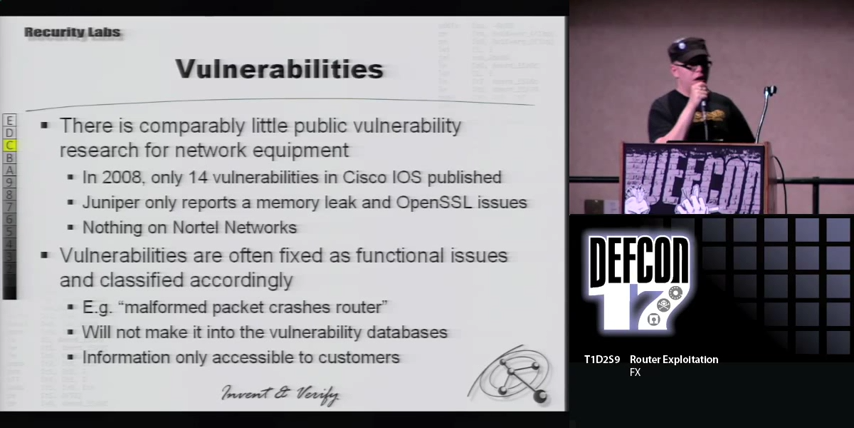 Recurity Labs
Vulnerabilities
There is comparably little public vulnerability
research for network equipment
In 2008, only 14 vulnerabilities in Cisco IOS published
Juniper only reports a memory leak and OpenSSL issues
Nothing on Nortel Networks
Vulnerabilities are often fixed as functional issues
and classified accordingly
E.g. “malformed packet crashes router”
Will not make it into the vulnerability databases
Information only accessible to customers
Invent & Verify
E
D
C
B
A
9
8
7
6
5
4
DEFCON
DEFCON
17
T1D2S9 Router Exploitation
FX